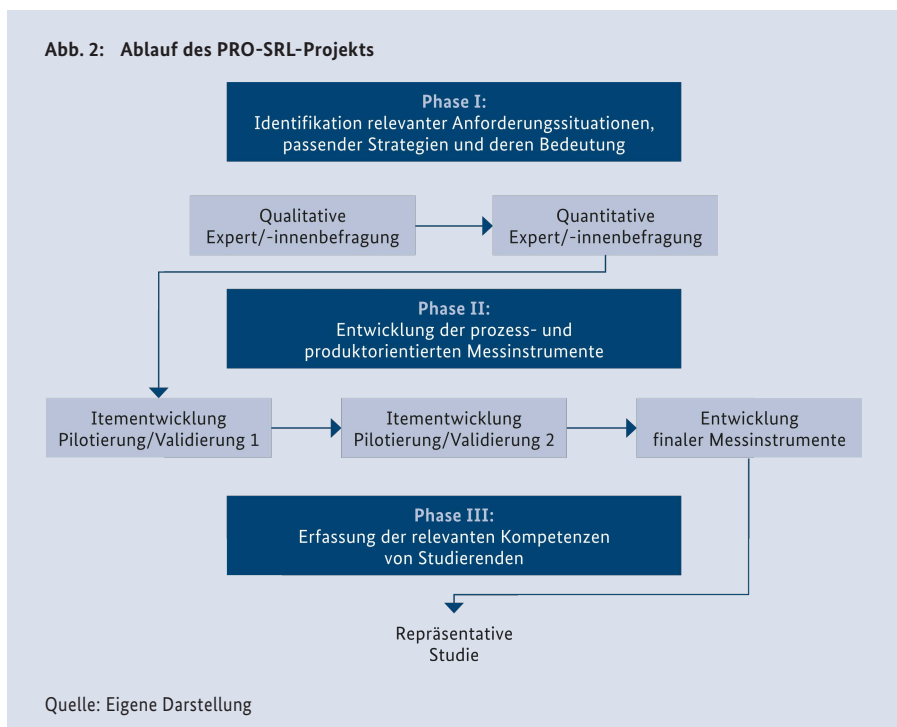 Abb. 2: Ablauf des PRO-SRL-Projekts
Phase I:
Identifikation relevanter Anforderungssituationen,
passender Strategien und deren Bedeutung
Qualitative
Expert/-innenbefragung
Quantitative
Expert/-innenbefragung
Phase II:
Entwicklung der prozess- und
produktorientierten Messinstrumente
Itementwicklung
Pilotierung/Validierung 1
Itementwicklung
Pilotierung/Validierung 2
Entwicklung
finaler Messinstrumente
Phase III:
Erfassung der relevanten Kompetenzen
von Studierenden
Repräsentative
Studie
Quelle: Eigene Darstellung